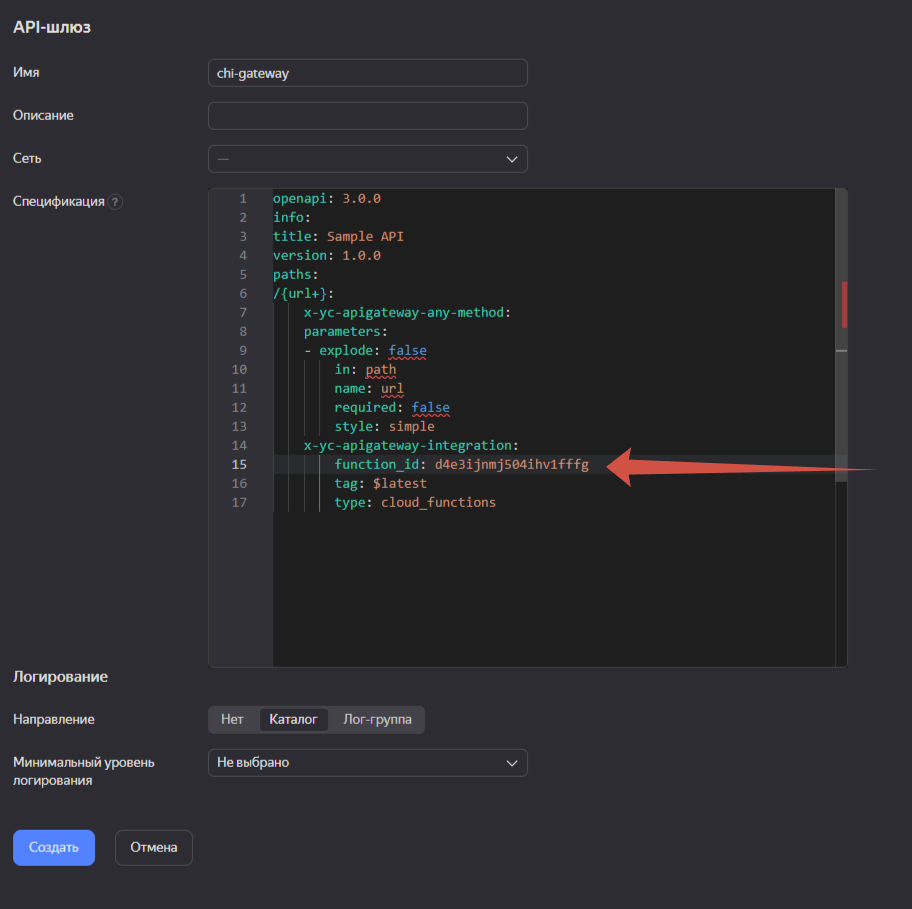 API-шлюз
Имя
chi-gateway
Описание
Сеть
—
Спецификация ?
1 openapi: 3.0.0
2 info:
3 title: Sample API
4 version: 1.0.0
5 paths:
6 /{url+}:
7 x-yc-apigateway-any-method:
8 parameters:
9 - explode: false
10 in: path
11 name: url
12 required: false
13 style: simple
14 x-yc-apigateway-integration:
15 function_id: d4e3ijnmj504ihv1fffg
16 tag: $latest
17 type: cloud_functions
Логирование
Направление
Нет Каталог Лог-группа
Минимальный уровень
логирования
Не выбрано
Создать Отмена